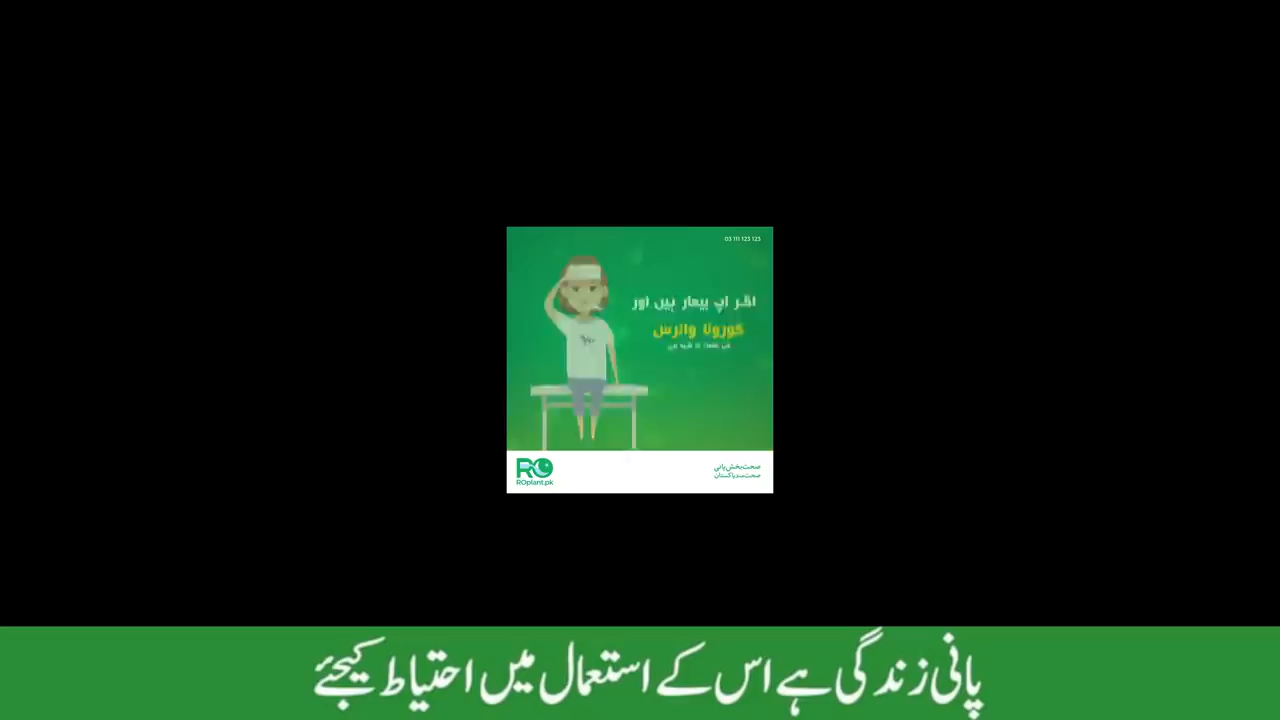 03 111 123 123
اگر آپ بیمار ہیں اور
کورونا وائرس
RO
ROplant.pk
صحت بخش پانی
صحت مند پاکستان
پانی زندگی ہے اس کے استعمال میں احتیاط کیجئے